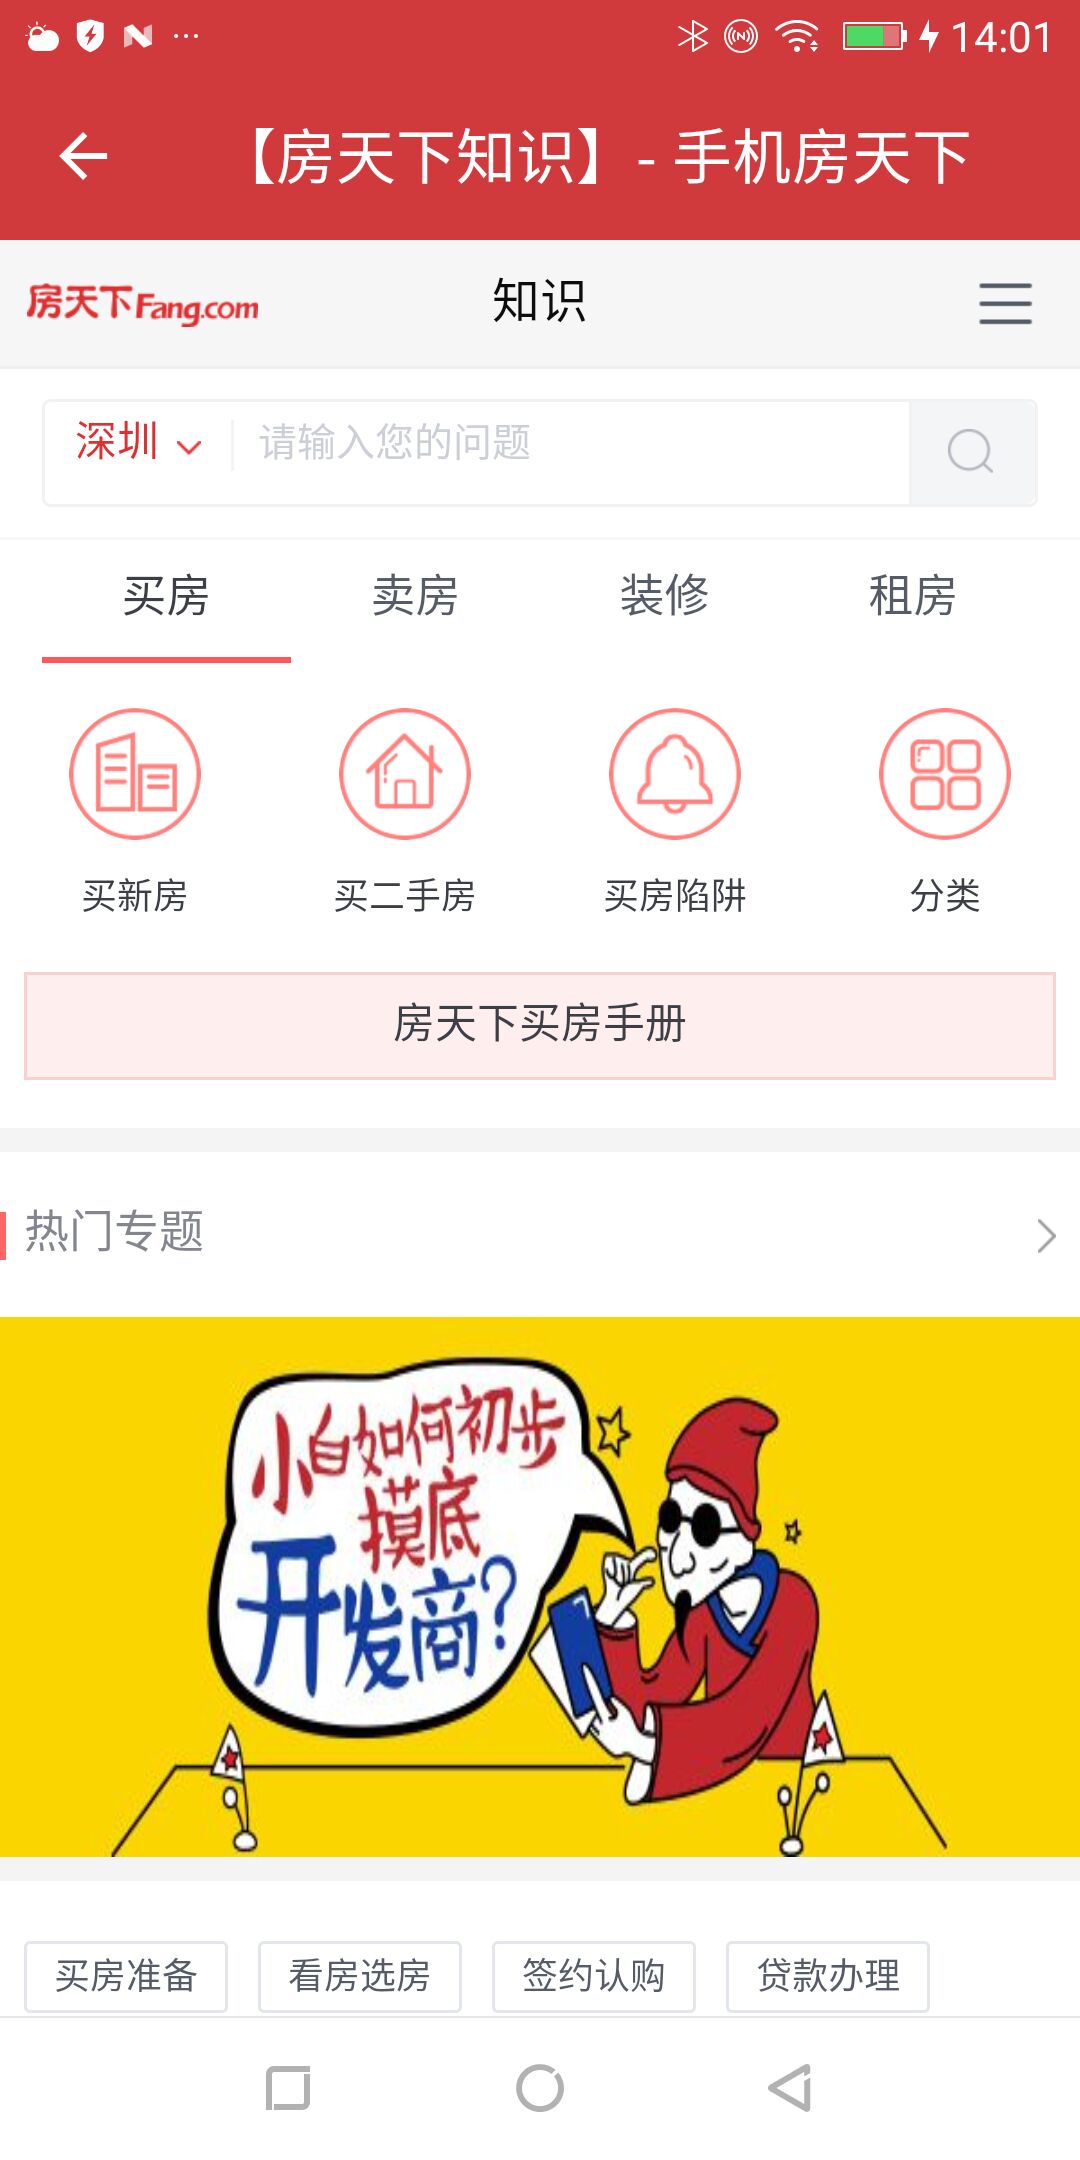 14:01
【房天下知识】 - 手机房天下
房天下Fang.com
知识
深圳
请输入您的问题
买房
卖房
装修
租房
买新房
买二手房
买房陷阱
分类
房天下买房手册
热门专题
小白如何初步
摸底
开发商?
买房准备
看房选房
签约认购
贷款办理